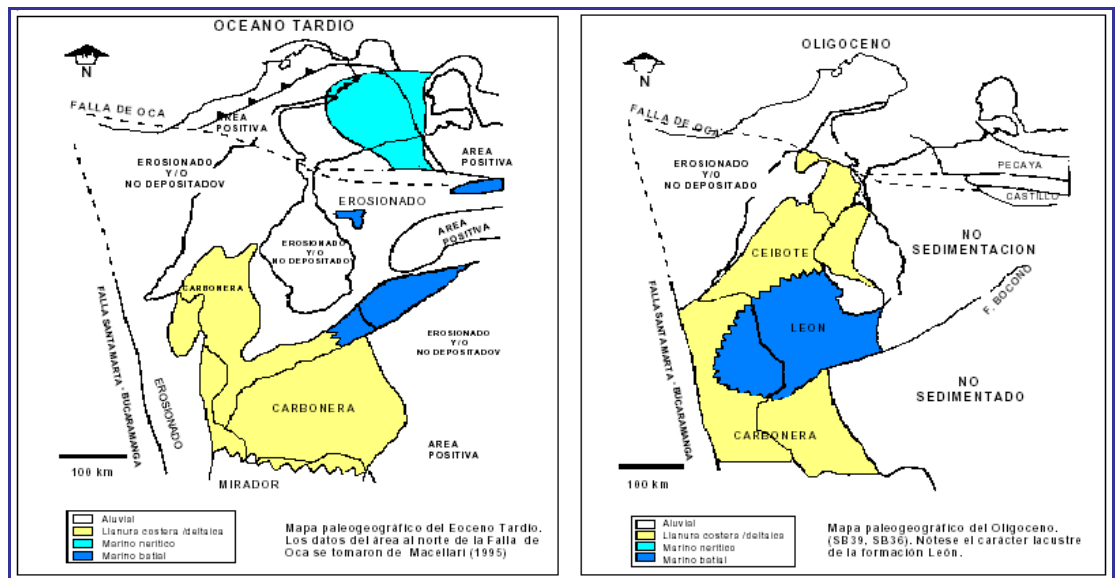 OCEANO TARDIO
N
FALLA DE OCA
AREA
POSITIVA
EROSIONADO
Y/O
NO DEPOSITADOV
AREA
POSITIVA
EROSIONADO
EROSIONADO
Y/O
NO DEPOSITADO
AREA
POSITIVA
CARBONERA
EROSIONADO
Y/O
NO DEPOSITADOV
FALLA SANTA MARTA - BUCARAMANGA
EROSIONADO
CARBONERA
AREA
POSITIVA
100 km
MIRADOR
Aluvial
Llanura costera /deltaica
Marino nerítico
Marino batial
Mapa paleogeográfico del Eoceno Tardío.
Los datos del área al norte de la Falla de
Oca se tomaron de Macellari (1995)
OLIGOCENO
N
FALLA DE OCA
EROSIONADO
Y/O
NO DEPOSITADO
PECAYA
CASTILLO
CEIBOTE
NO
SEDIMENTACION
FALLA SANTA MARTA - BUCARAMANGA
LEON
F. BOCONO
NO
SEDIMENTADO
CARBONERA
100 km
Aluvial
Llanura costera /deltaica
Marino nerítico
Marino batial
Mapa paleogeográfico del Oligoceno.
(SB39, SB36). Nótese el carácter lacustre
de la formación León.